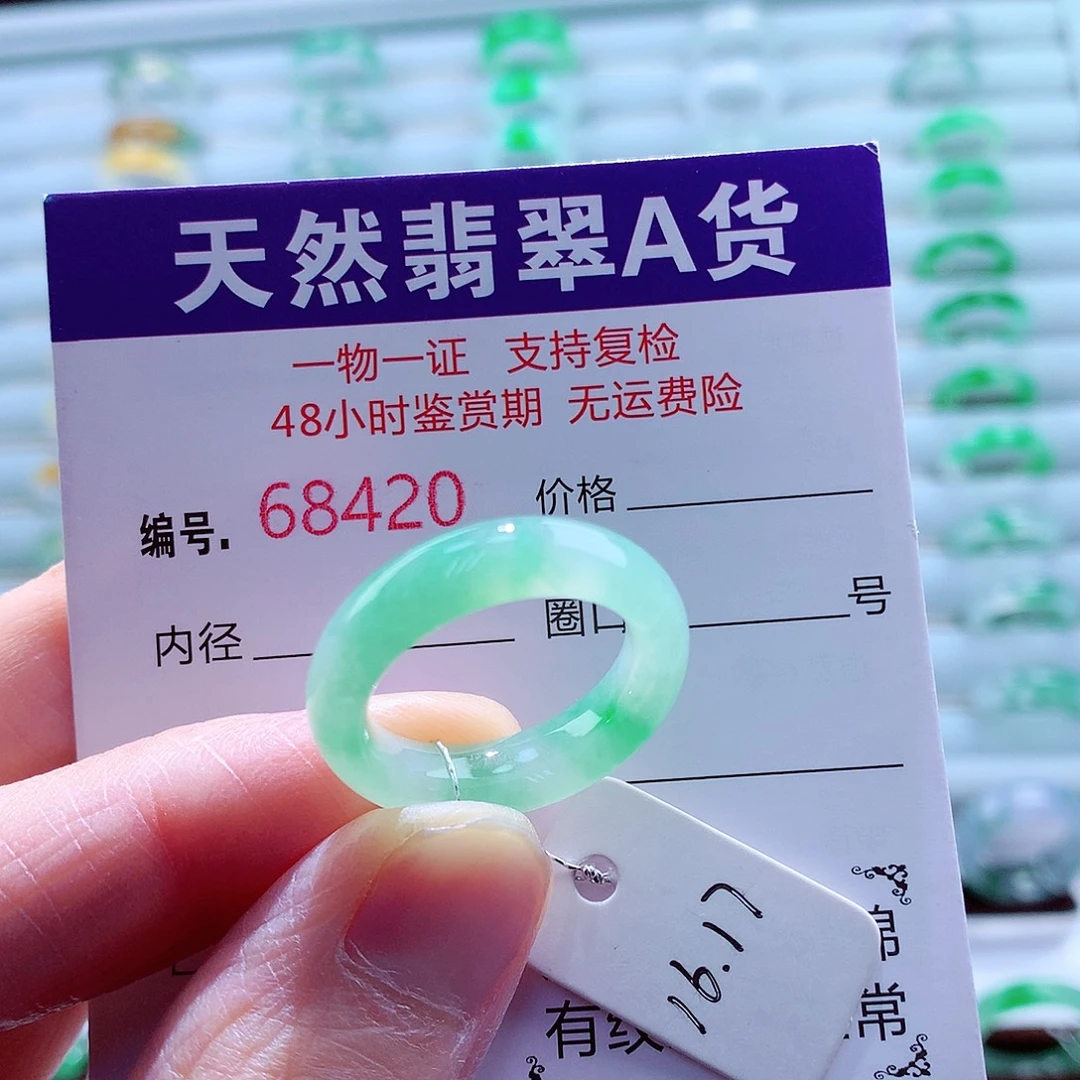 天然翡翠A货
一物一证 支持复检
48小时鉴赏期 无运费险
编号. 68420 价格
内径 圈口 号
16.17
有纹 常